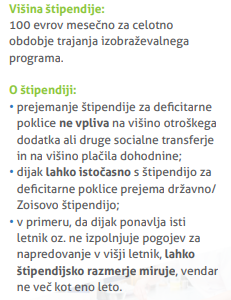 Višina štipendije:
100 evrov mesečno za celotno
obdobje trajanja izobraževalnega
programa.
O štipendiji:
• prejemanje štipendije za deficitarne
poklice ne vpliva na višino otroškega
dodatka ali druge socialne transferje
in na višino plačila dohodnine;
• dijak lahko istočasno s štipendijo za
deficitarne poklice prejema državno/
Zoisovo štipendijo;
• v primeru, da dijak ponavlja isti
letnik oz. ne izpolnjuje pogojev za
napredovanje v višji letnik, lahko
štipendijsko razmerje miruje, vendar
ne več kot eno leto.